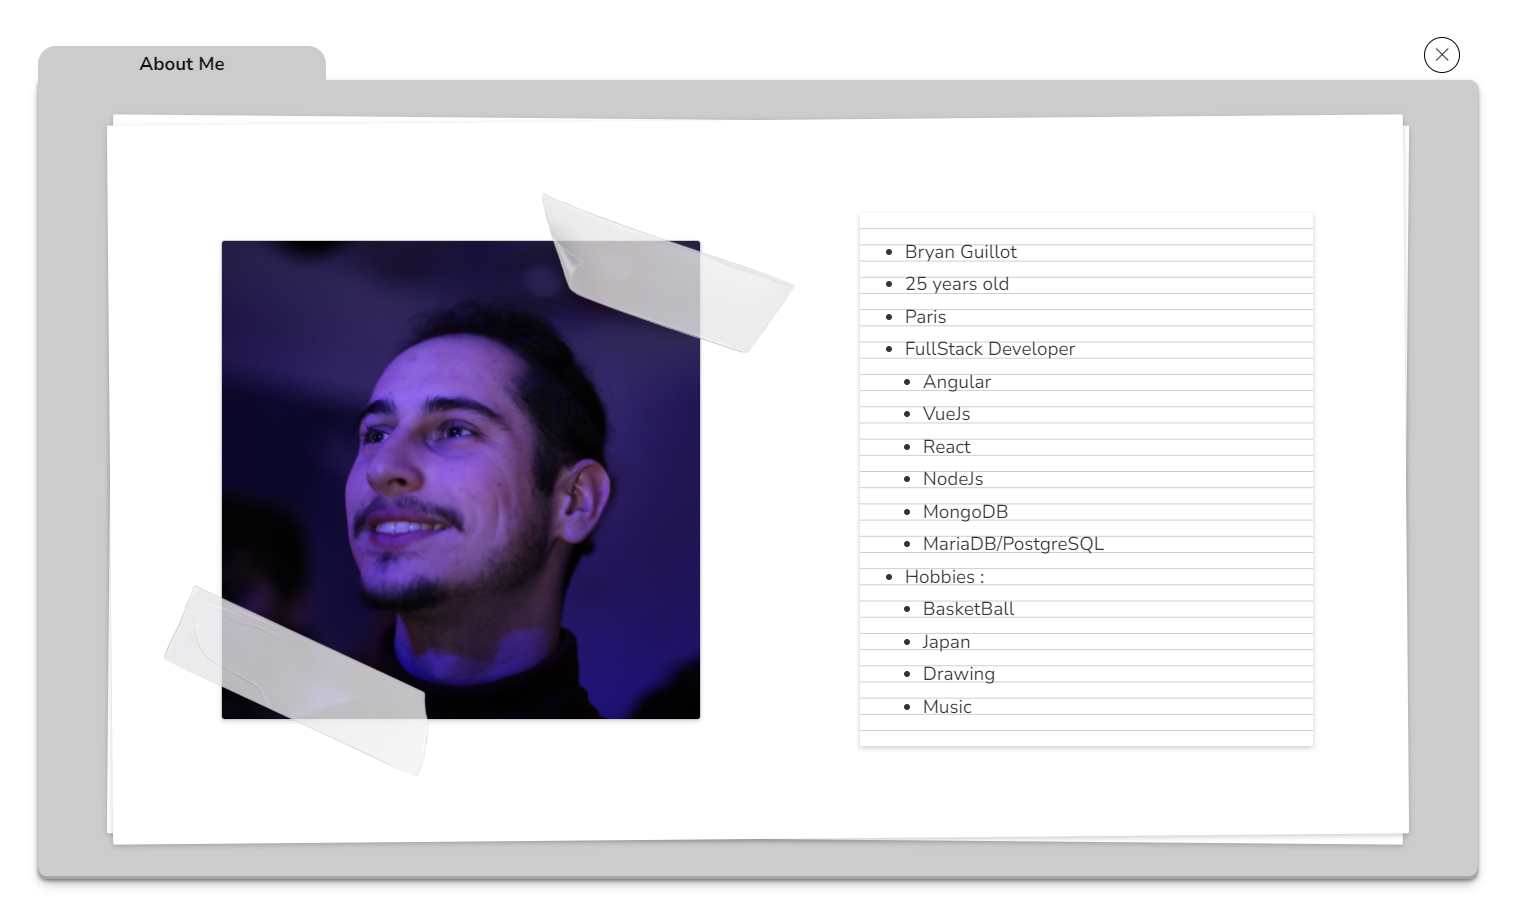 About Me
Bryan Guillot
25 years old
Paris
FullStack Developer
Angular
VueJs
React
NodeJs
MongoDB
MariaDB/PostgreSQL
Hobbies :
BasketBall
Japan
Drawing
Music